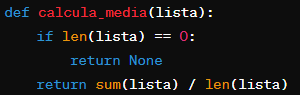 def calcula_media(lista):
    if len(lista) == 0:
        return None
    return sum(lista) / len(lista)